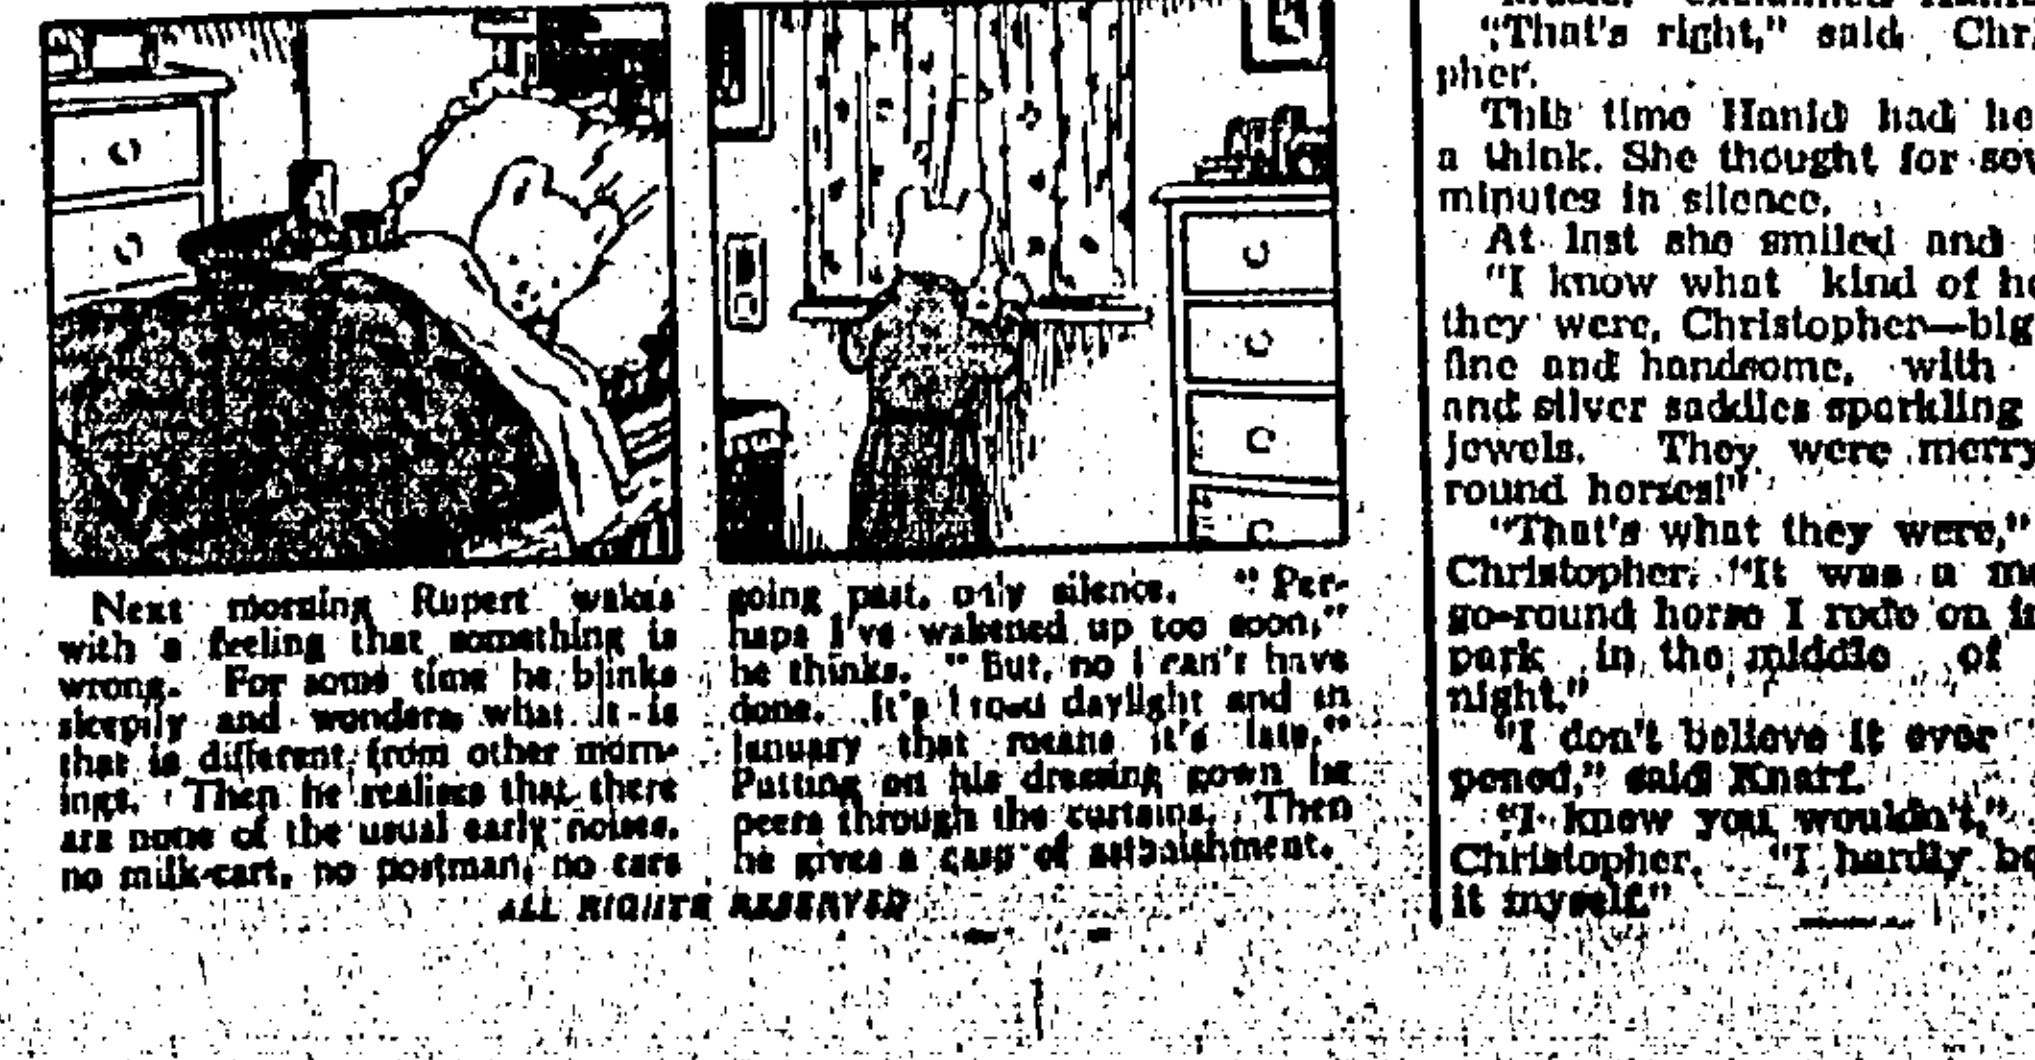 Next morning Rupert wakes
with a feeling that something is
wrong. For some time he blinks
sleepily and wonders what it is
that is different from other morn-
ings. Then he realises that there
are none of the usual early noises,
no milk-cart, no postman, no cars
going past, only silence. "Per-
haps I've wakened up too soon,"
he thinks. "But, no I can't have
done. It's broad daylight and in
January that means it's late."
Putting on his dressing gown he
peers through the curtains. Then
he gives a gasp of astonishment.
ALL RIGHTS RESERVED
"That's right," said Chr
pher.
This time Hanid had he
a think. She thought for sev
minutes in silence.
At last she smiled and
"I know what kind of ho
they were, Christopher—big
fine and handsome, with
and silver saddles sparkling
jewels. They were merry
round horses!"
"That's what they were,"
Christopher. "It was a me
go-round horse I rode on in
park in the middle of
night."
"I don't believe it ever
pened," said Knarf.
"I know you wouldn't,"
Christopher. "I hardly be
it myself."